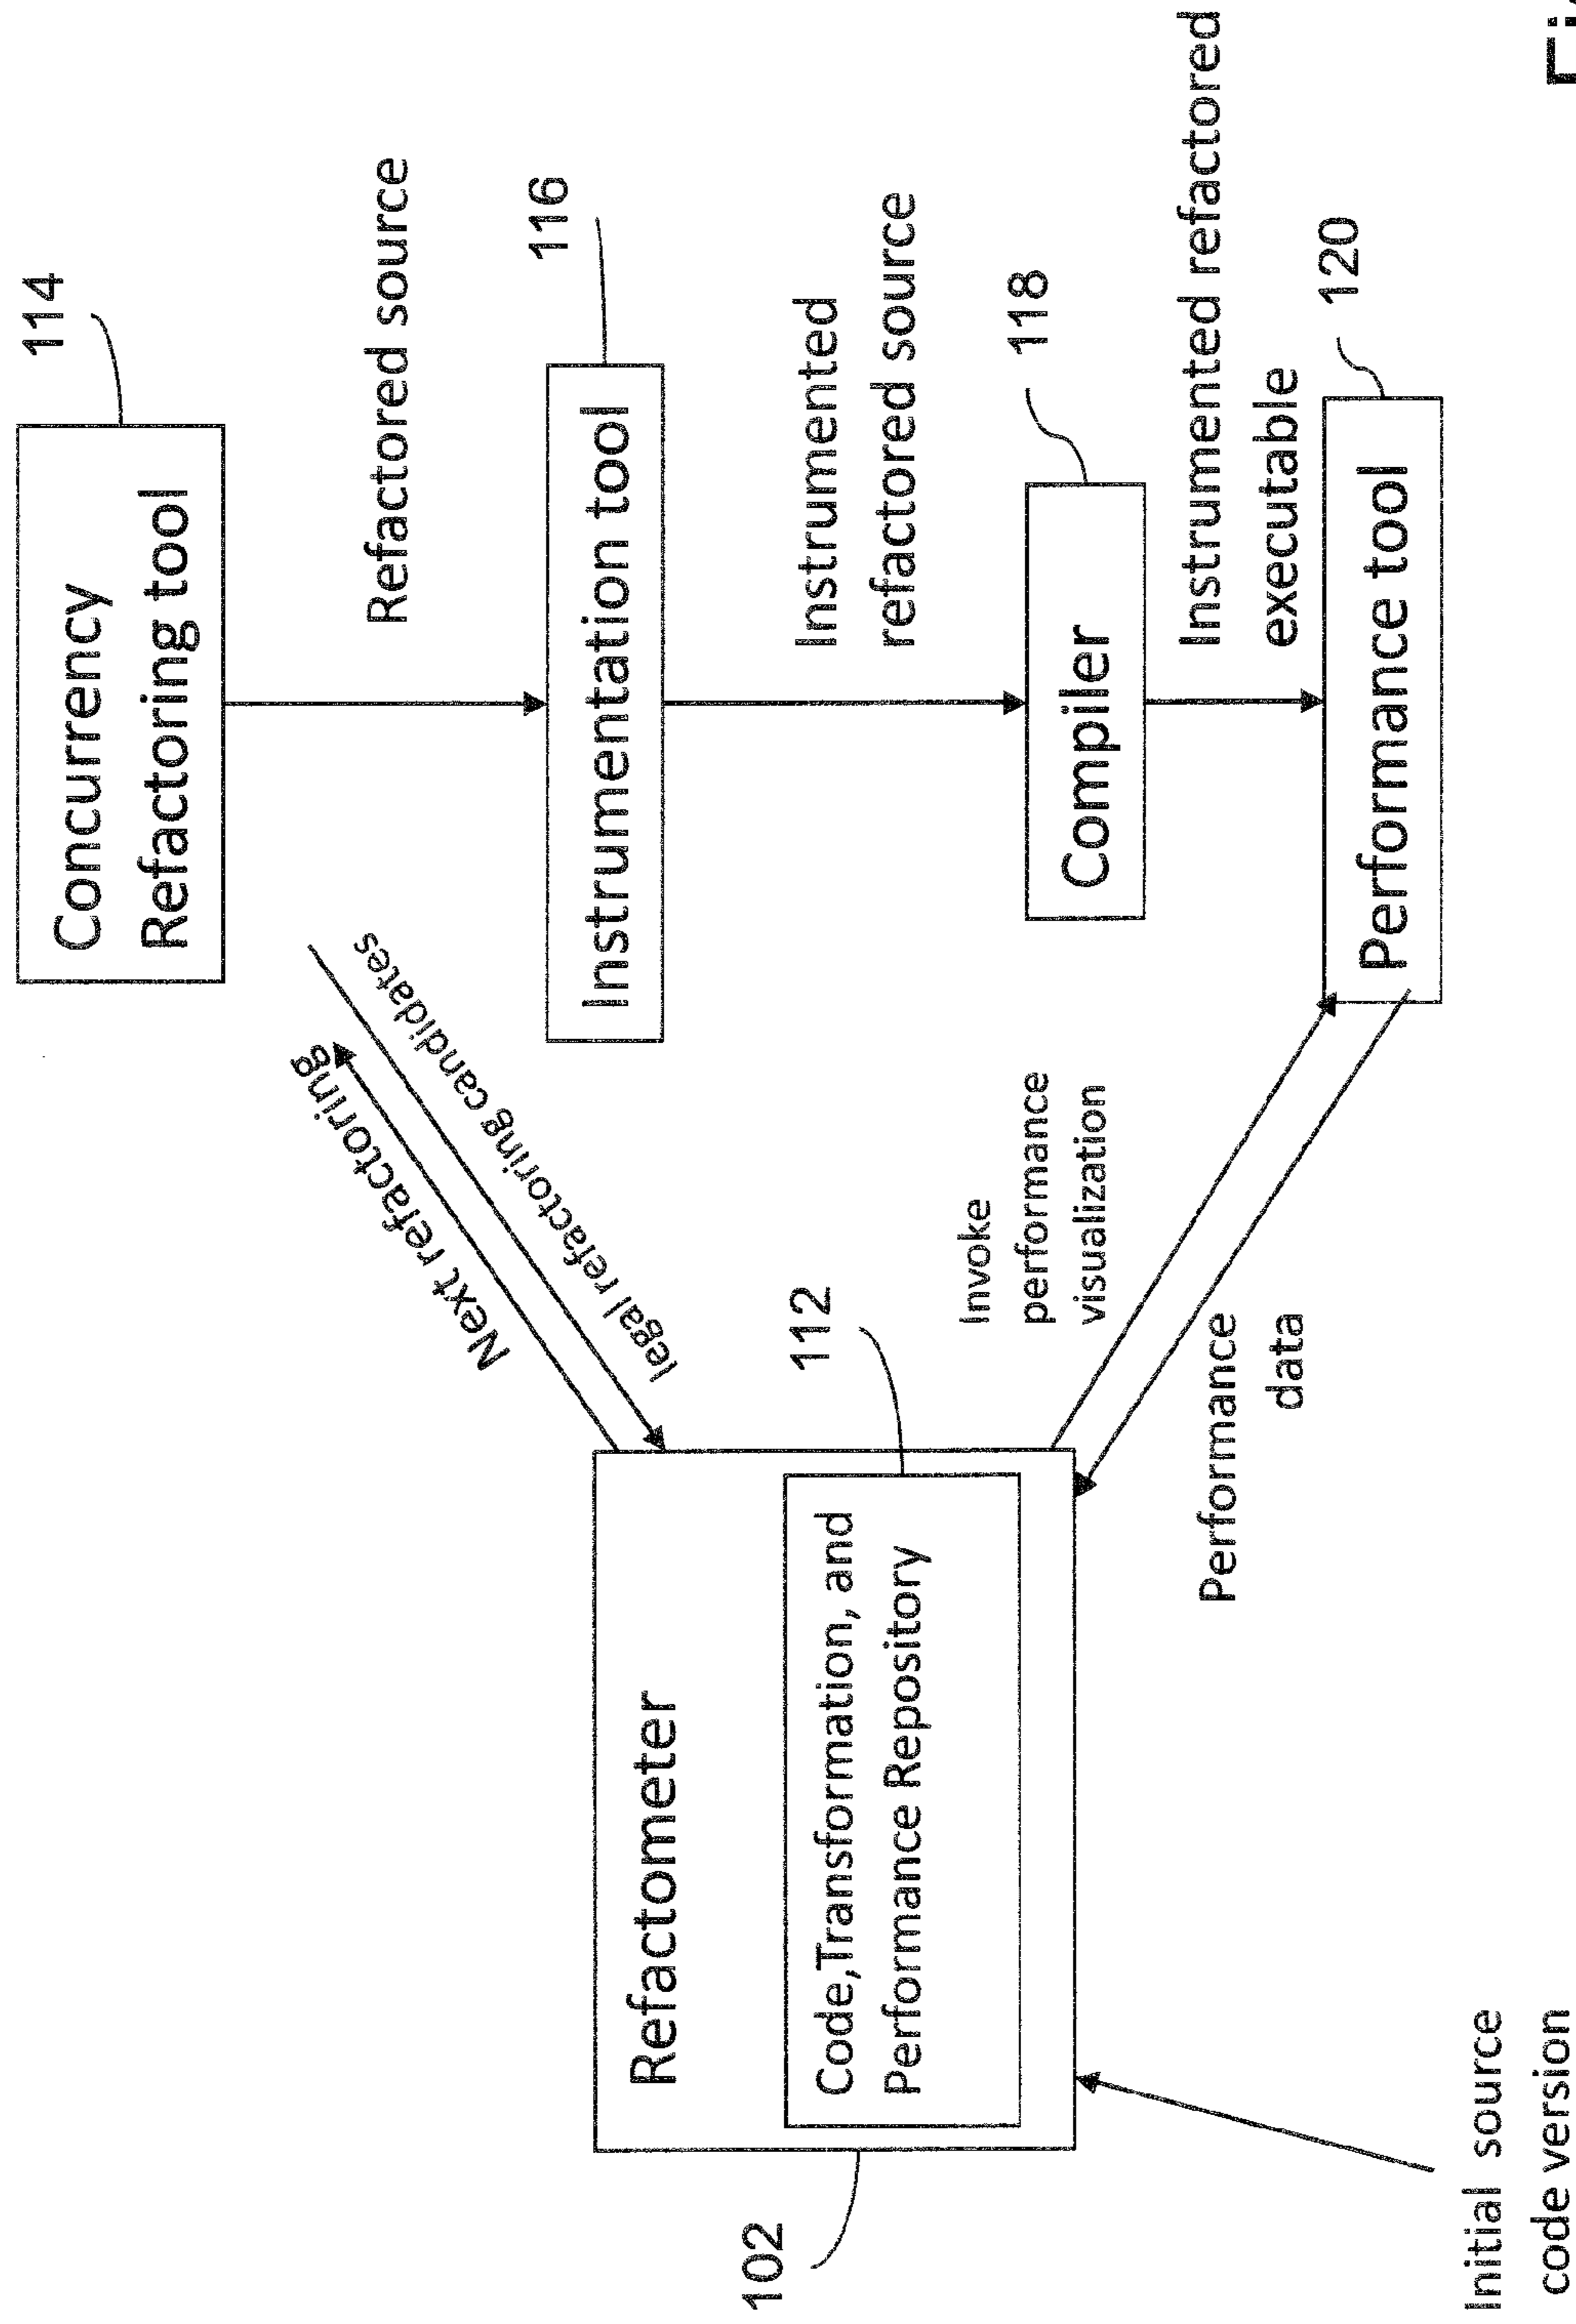 114
Concurrency
Refactoring tool
Refactored source
116
Instrumentation tool
Instrumented
refactored source
118
Compiler
Instrumented refactored
executable
120
Performance tool
Next refactoring
legal refactoring candidates
Invoke
performance
visualization
Performance
data
102
Refactometer
112
Code,Transformation, and
Performance Repository
Initial source
code version